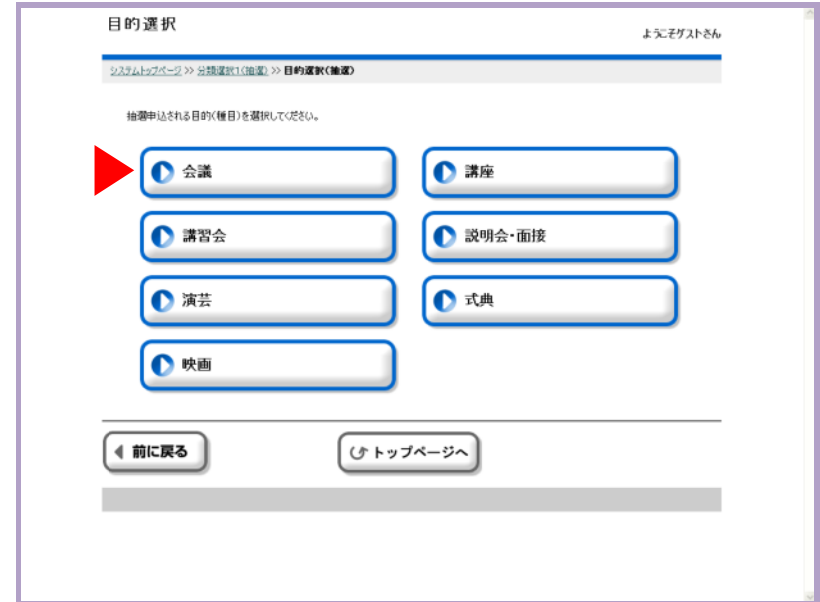 目的選択
ようこそゲストさん
システムトップページ >> 分類選択1(抽選) >> 目的選択(抽選)
抽選申込される目的(種目)を選択してください。
会議
講座
講習会
説明会・面接
演芸
式典
映画
前に戻る
トップページへ